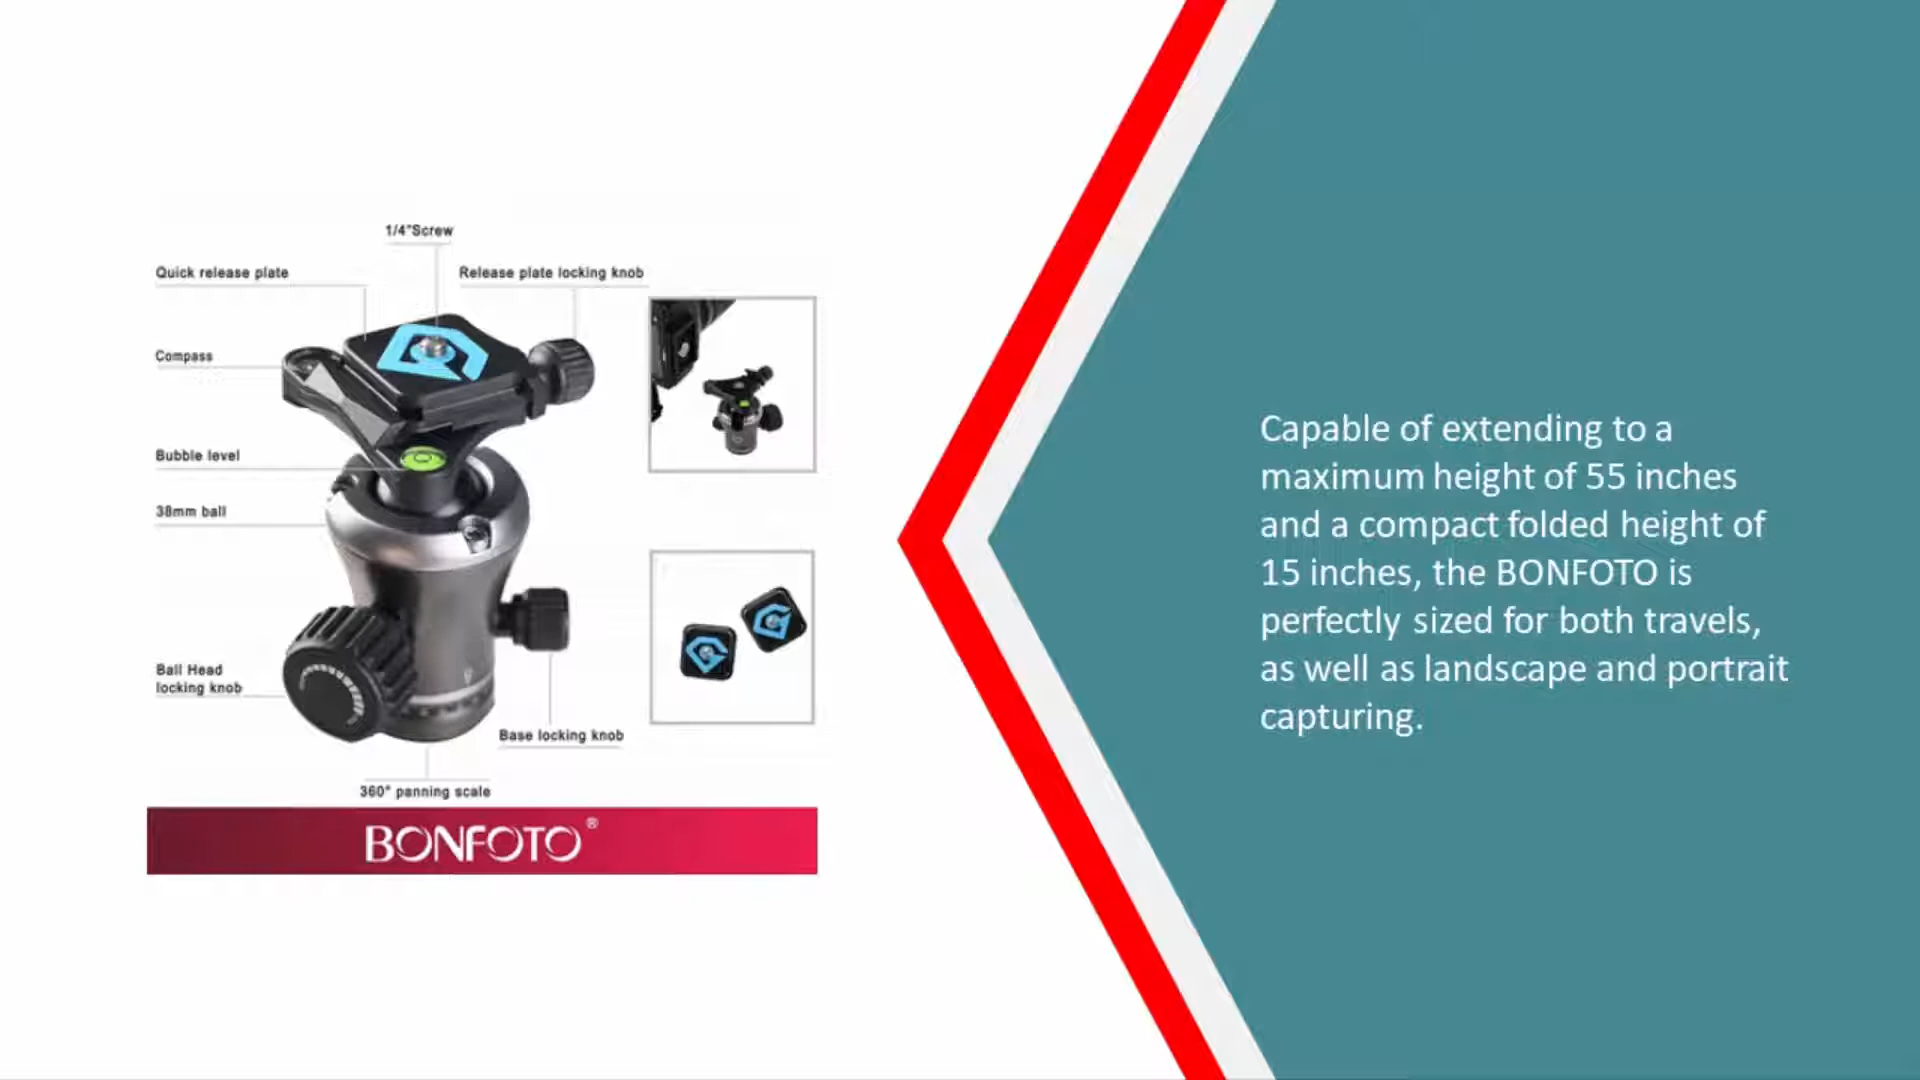 1/4"Screw
Quick release plate
Release plate locking knob
Compass
Bubble level
38mm ball
Ball Head
locking knob
Base locking knob
360° panning scale
BONFOTO®
Capable of extending to a
maximum height of 55 inches
and a compact folded height of
15 inches, the BONFOTO is
perfectly sized for both travels,
as well as landscape and portrait
capturing.